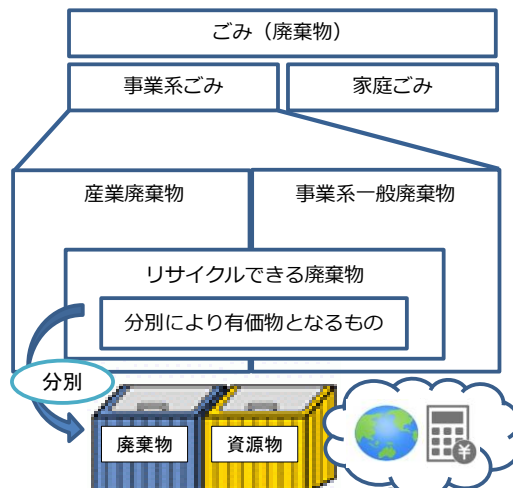 ごみ（廃棄物）
事業系ごみ
家庭ごみ
産業廃棄物
事業系一般廃棄物
リサイクルできる廃棄物
分別により有価物となるもの
分別
廃棄物
資源物
¥